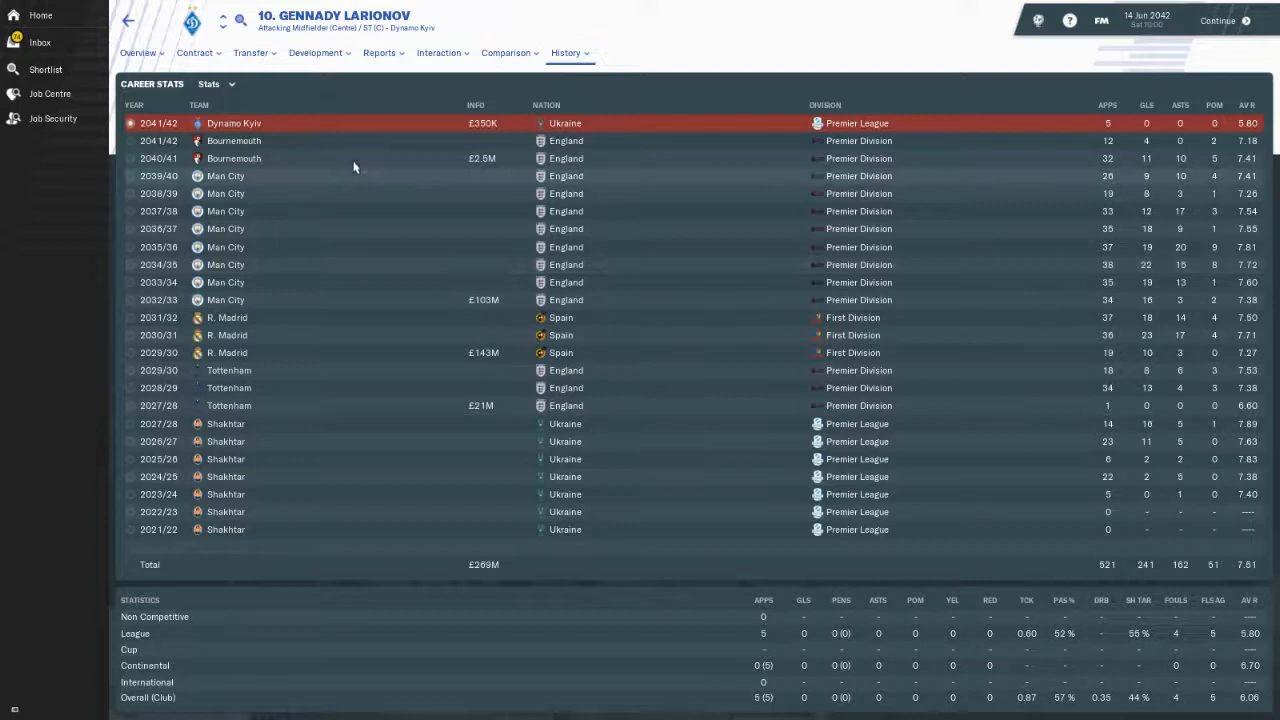 Home
74
Inbox
Shortlist
Job Centre
Job Security
10. GENNADY LARIONOV
Attacking Midfielder (Centre) / ST (C) - Dynamo Kyiv
?
FM
14 Jun 2042
Sat 10:00
Continue
Overview
Contract
Transfer
Development
Reports
Interaction
Comparison
History
CAREER STATS Stats
YEAR TEAM INFO NATION DIVISION APPS GLS ASTS POM AV R
2041/42 Dynamo Kyiv £350K Ukraine Premier League 5 0 0 0 5.80
2041/42 Bournemouth England Premier Division 12 4 0 2 7.18
2040/41 Bournemouth £2.5M England Premier Division 32 11 10 5 7.41
2039/40 Man City England Premier Division 26 9 10 4 7.41
2038/39 Man City England Premier Division 19 8 3 1 7.26
2037/38 Man City England Premier Division 33 12 17 3 7.54
2036/37 Man City England Premier Division 35 18 9 1 7.55
2035/36 Man City England Premier Division 37 19 20 9 7.81
2034/35 Man City England Premier Division 38 22 15 8 7.72
2033/34 Man City England Premier Division 35 19 13 1 7.60
2032/33 Man City £103M England Premier Division 34 16 3 2 7.38
2031/32 R. Madrid Spain First Division 37 18 14 4 7.50
2030/31 R. Madrid Spain First Division 36 23 17 4 7.71
2029/30 R. Madrid £143M Spain First Division 19 10 3 0 7.27
2029/30 Tottenham England Premier Division 18 8 6 3 7.53
2028/29 Tottenham England Premier Division 34 13 4 3 7.38
2027/28 Tottenham £21M England Premier Division 1 0 0 0 6.60
2027/28 Shakhtar Ukraine Premier League 14 16 5 1 7.89
2026/27 Shakhtar Ukraine Premier League 23 11 5 0 7.63
2025/26 Shakhtar Ukraine Premier League 6 2 2 0 7.83
2024/25 Shakhtar Ukraine Premier League 22 2 5 0 7.38
2023/24 Shakhtar Ukraine Premier League 5 0 1 0 7.40
2022/23 Shakhtar Ukraine Premier League 0 - - - ----
2021/22 Shakhtar Ukraine Premier League 0 - - - ----
Total £269M 521 241 162 51 7.51
STATISTICS APPS GLS PENS ASTS POM YEL RED TCK PAS % DRB SH TAR FOULS FLS AG AV R
Non Competitive 0 - - - - - - - - - - - - ----
League 5 0 0 (0) 0 0 0 0 0.60 52 % - 55 % 4 5 5.80
Cup - - - - - - - - - - - - - ----
Continental 0 (5) 0 0 (0) 0 0 0 0 - - - - 0 0 6.70
International 0 - - - - - - - - - - - - ----
Overall (Club) 5 (5) 0 0 (0) 0 0 0 0 0.87 57 % 0.35 44 % 4 5 6.06